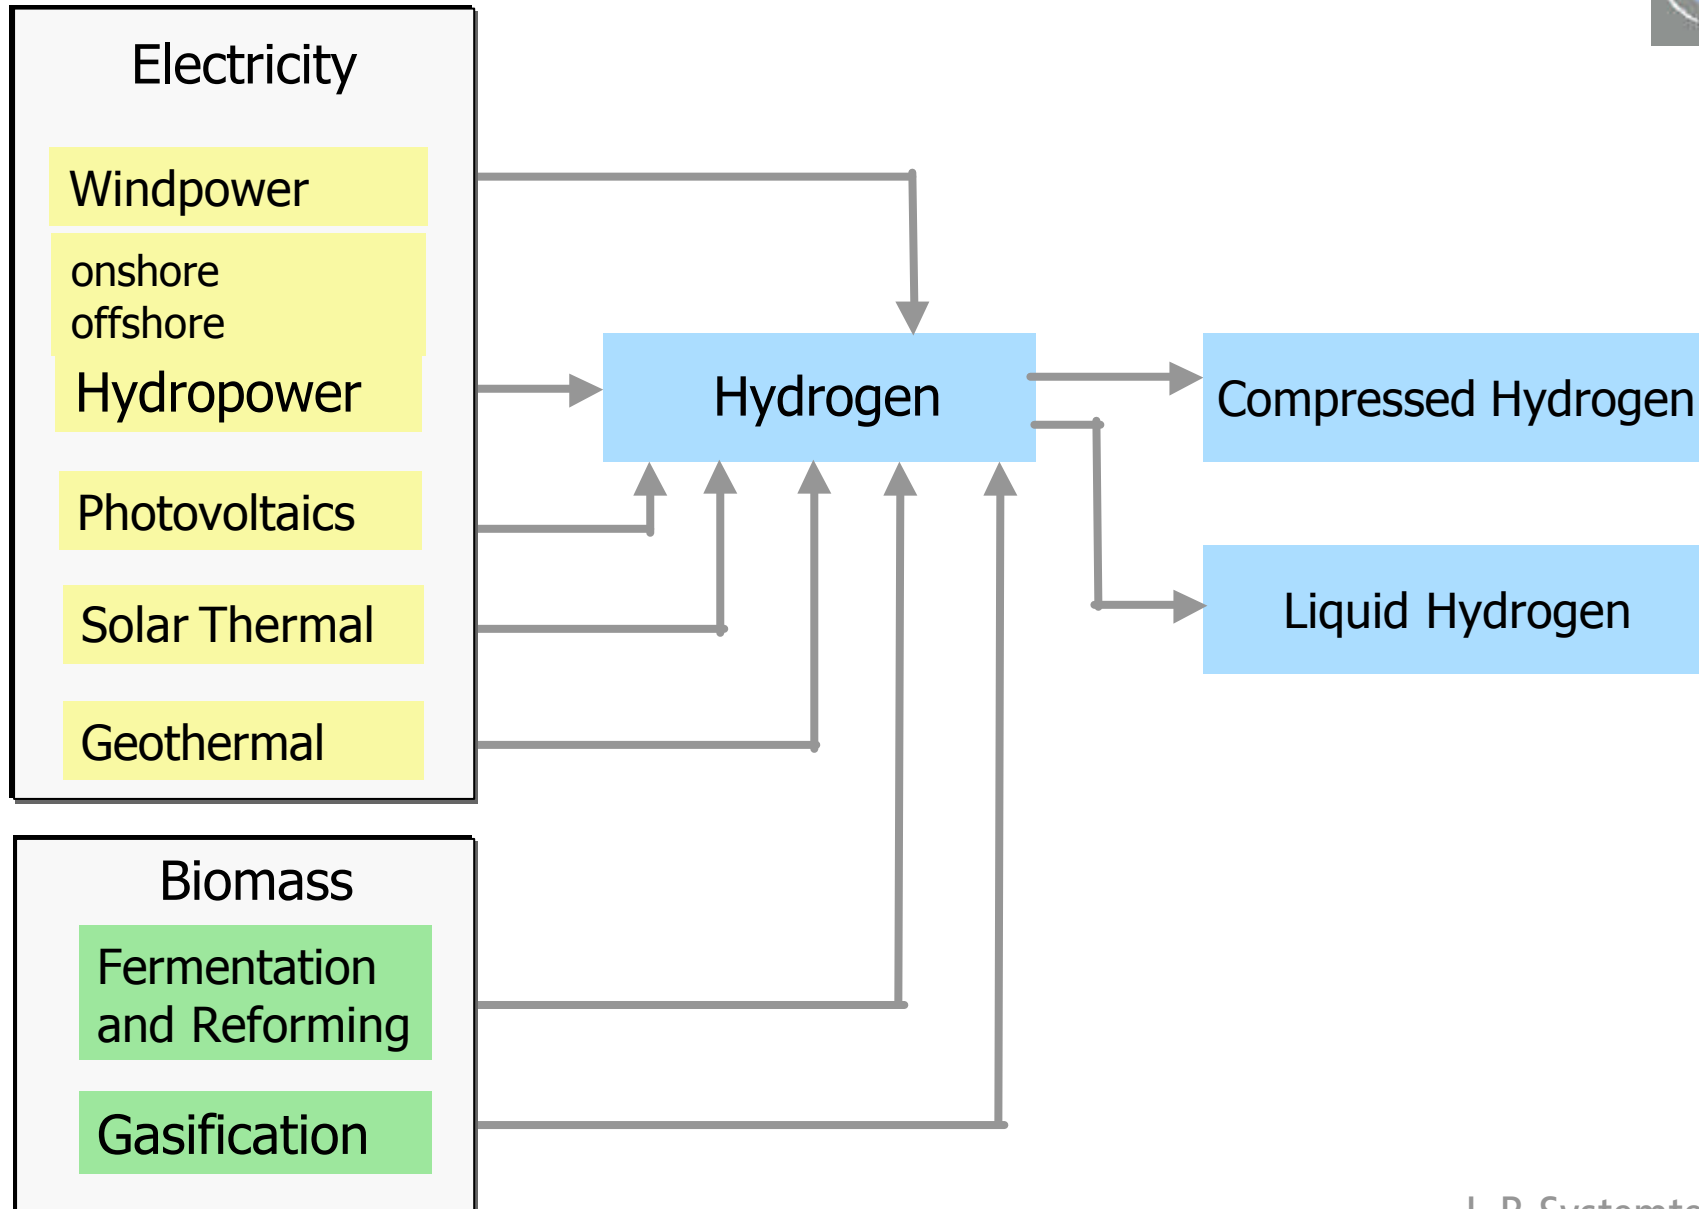 Electricity
Windpower
onshore
offshore
Hydropower
Photovoltaics
Solar Thermal
Geothermal
Hydrogen
Compressed Hydrogen
Liquid Hydrogen
Biomass
Fermentation
and Reforming
Gasification